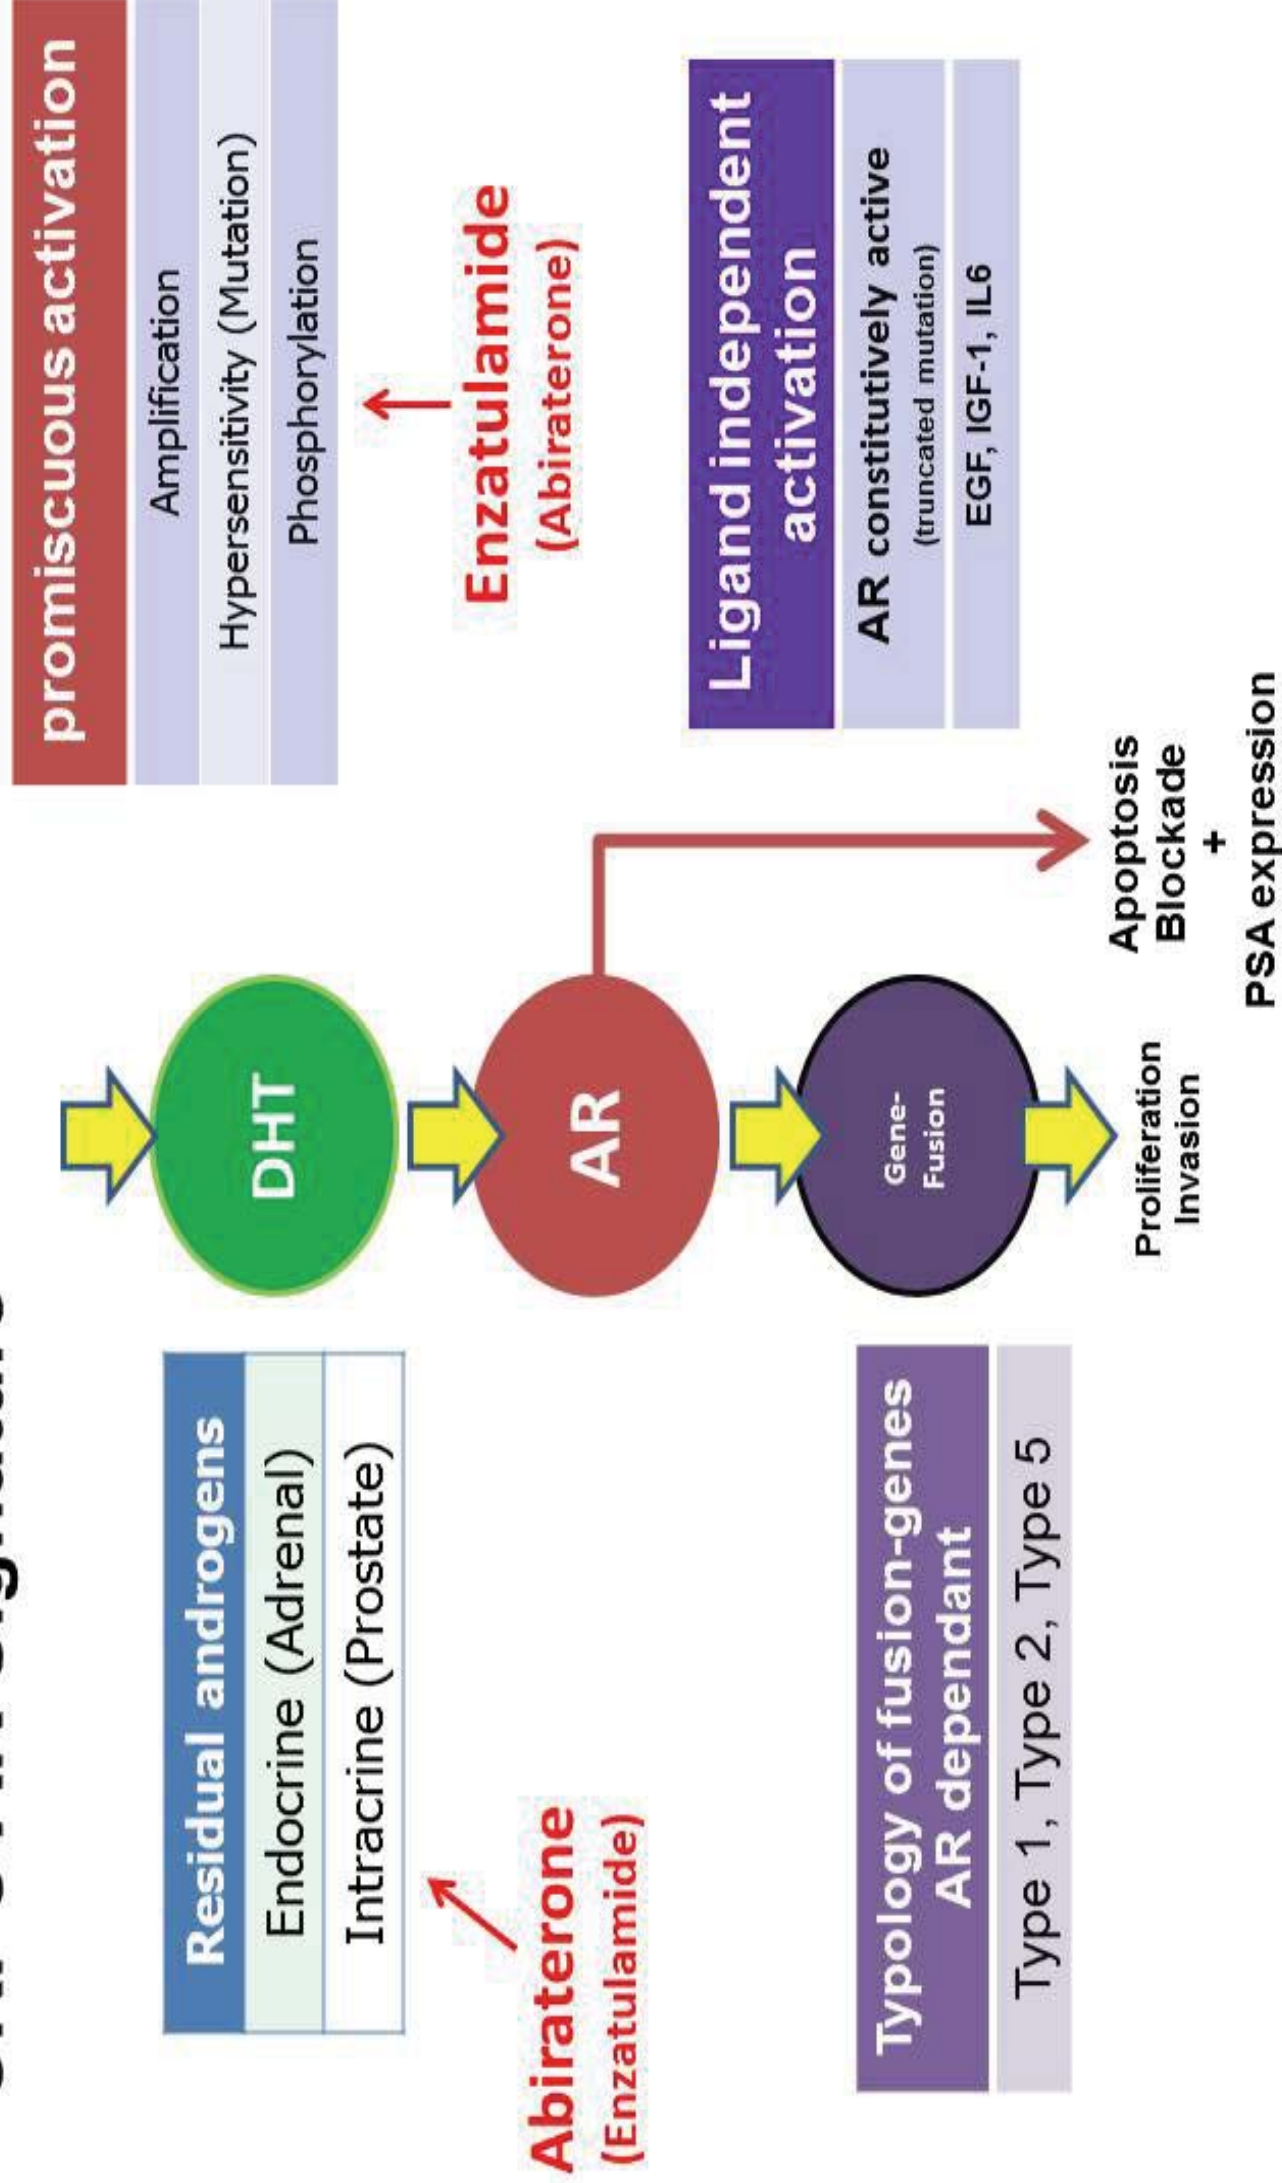 Residual androgens
Endocrine (Adrenal)
Intracrine (Prostate)
Abiraterone
(Enzatulamide)
Typology of fusion-genes
AR dependant
Type 1, Type 2, Type 5
DHT
AR
Gene-
Fusion
Proliferation
Invasion
Apoptosis
Blockade
+
PSA expression
promiscuous activation
Amplification
Hypersensitivity (Mutation)
Phosphorylation
Enzatulamide
(Abiraterone)
Ligand independent
activation
AR constitutively active
(truncated mutation)
EGF, IGF-1, IL6